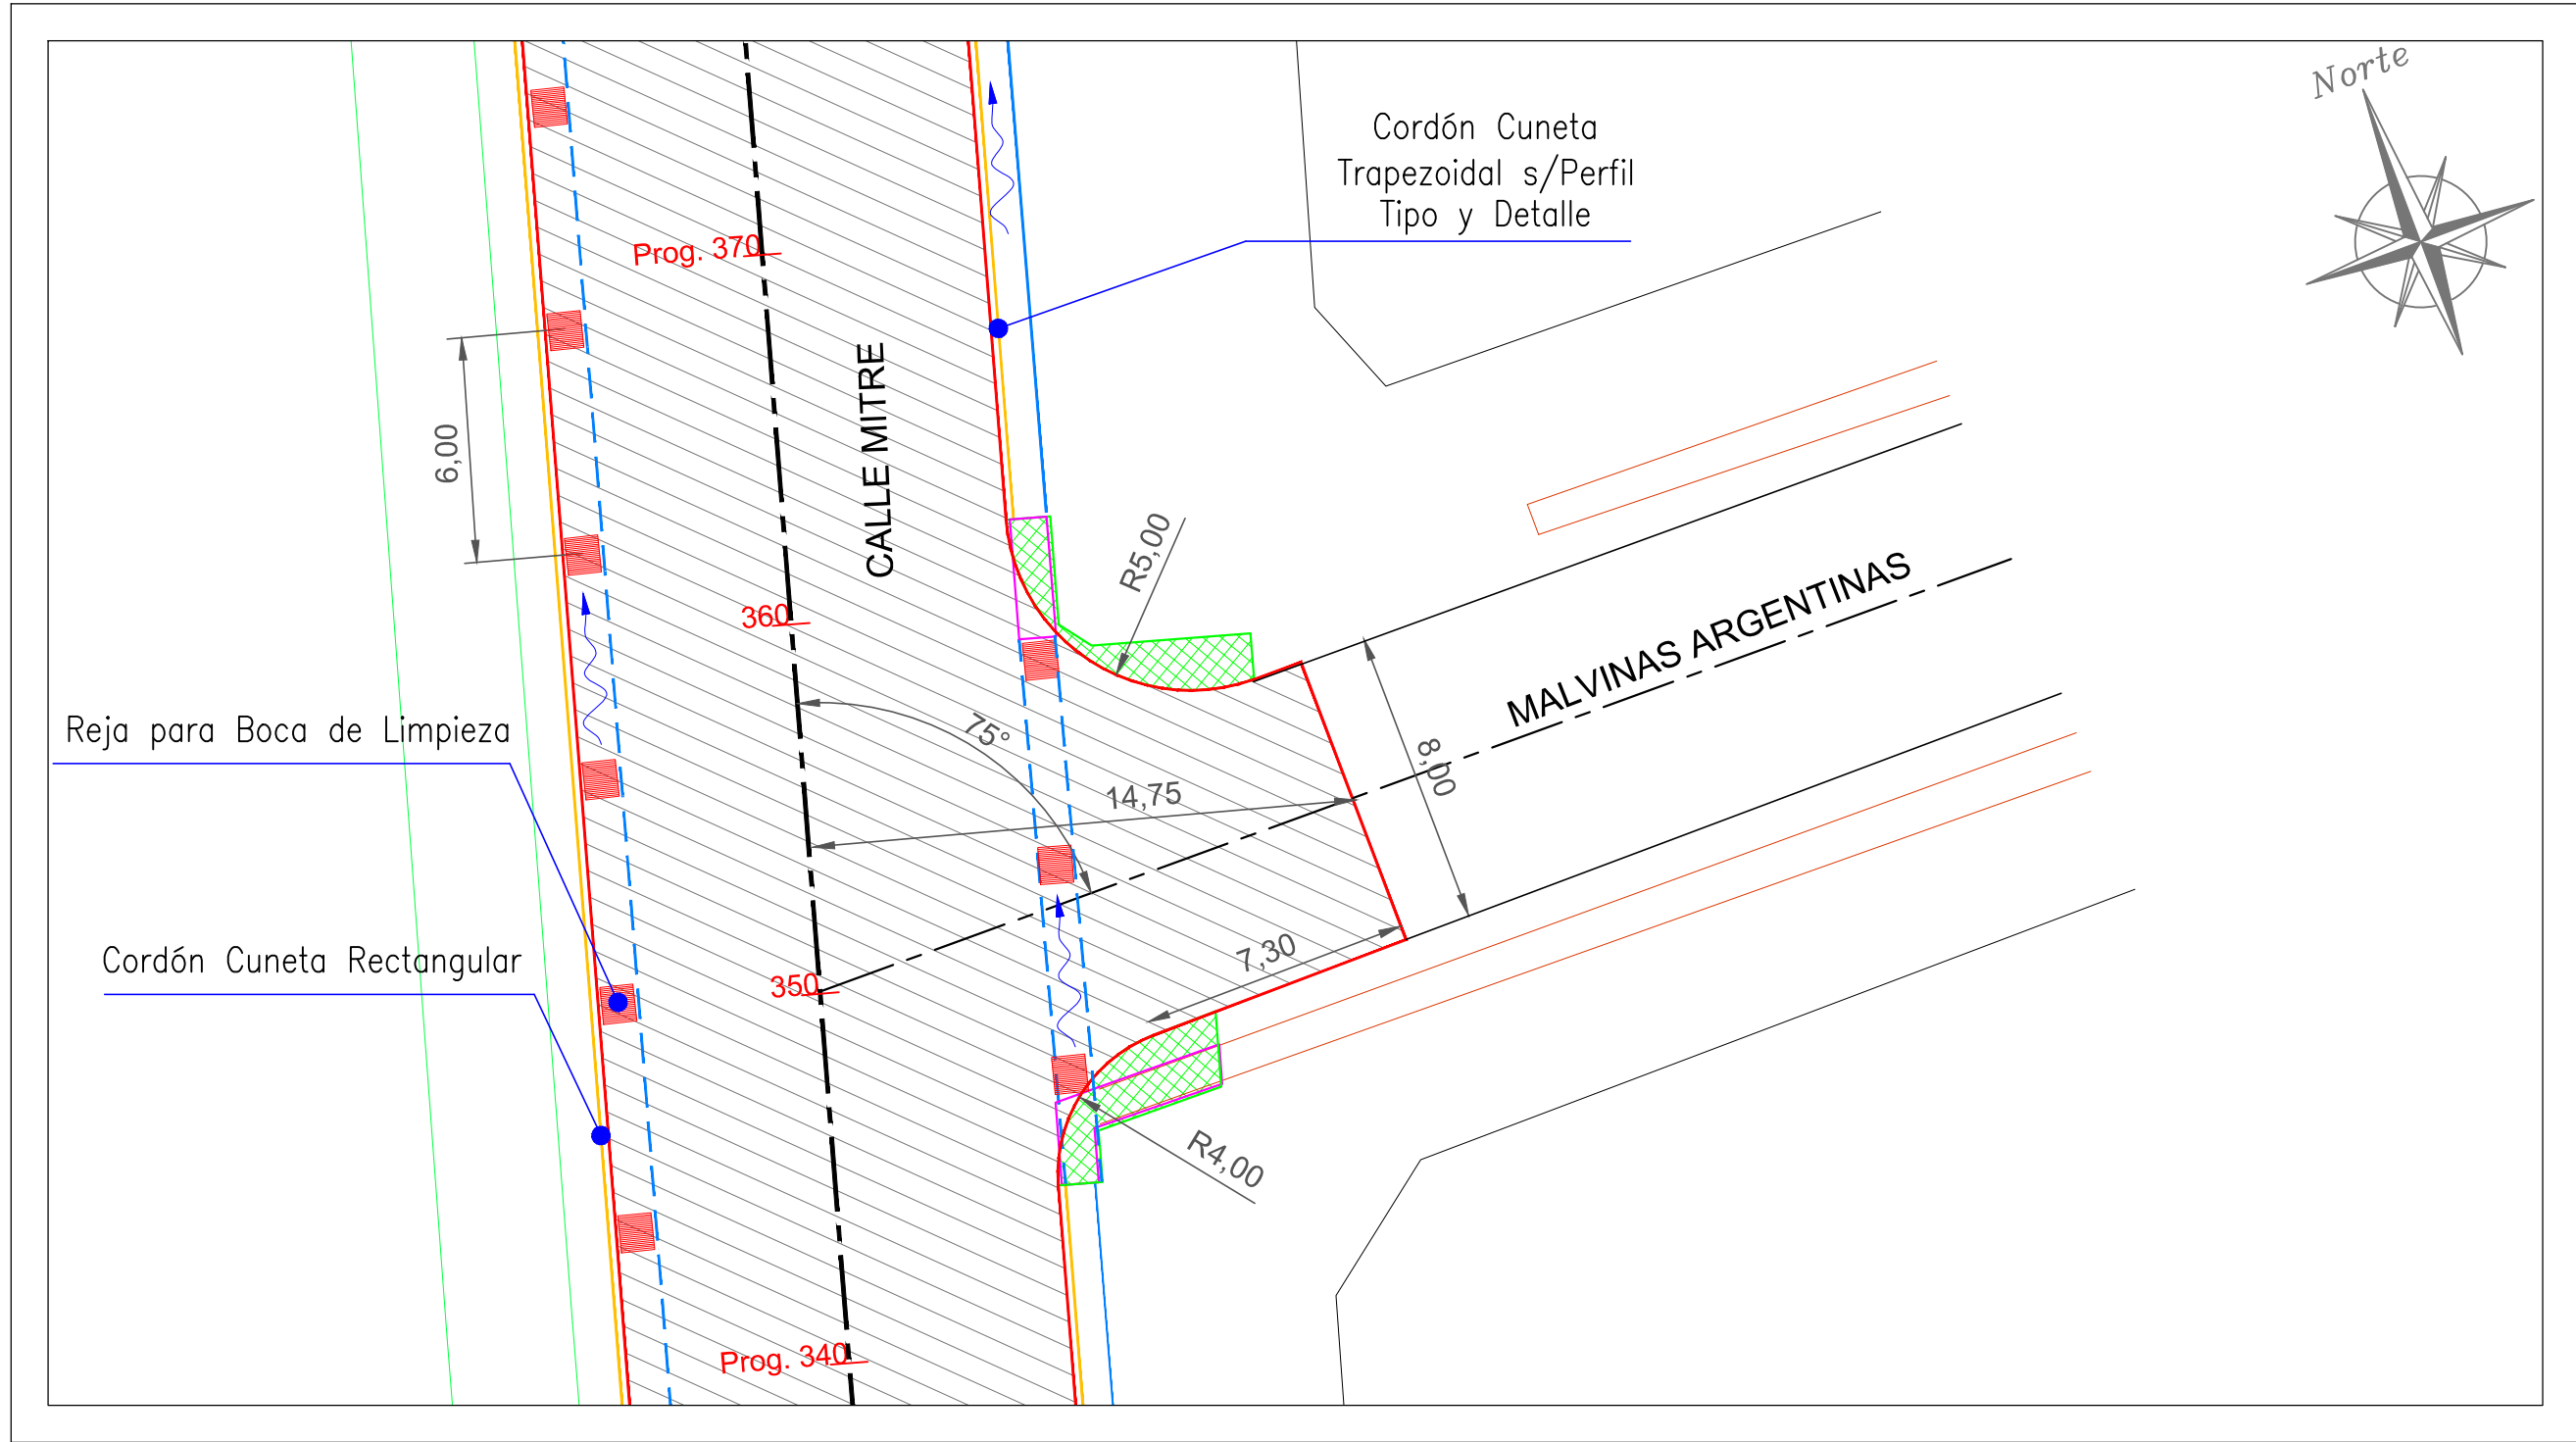 Norte
Cordón Cuneta
Trapezoidal s/Perfil
Tipo y Detalle
Prog. 370
CALLE MITRE
6,00
R5,00
360
MALVINAS ARGENTINAS
Reja para Boca de Limpieza
75°
14,75
8,00
Cordón Cuneta Rectangular
7,30
350
R4,00
Prog. 340